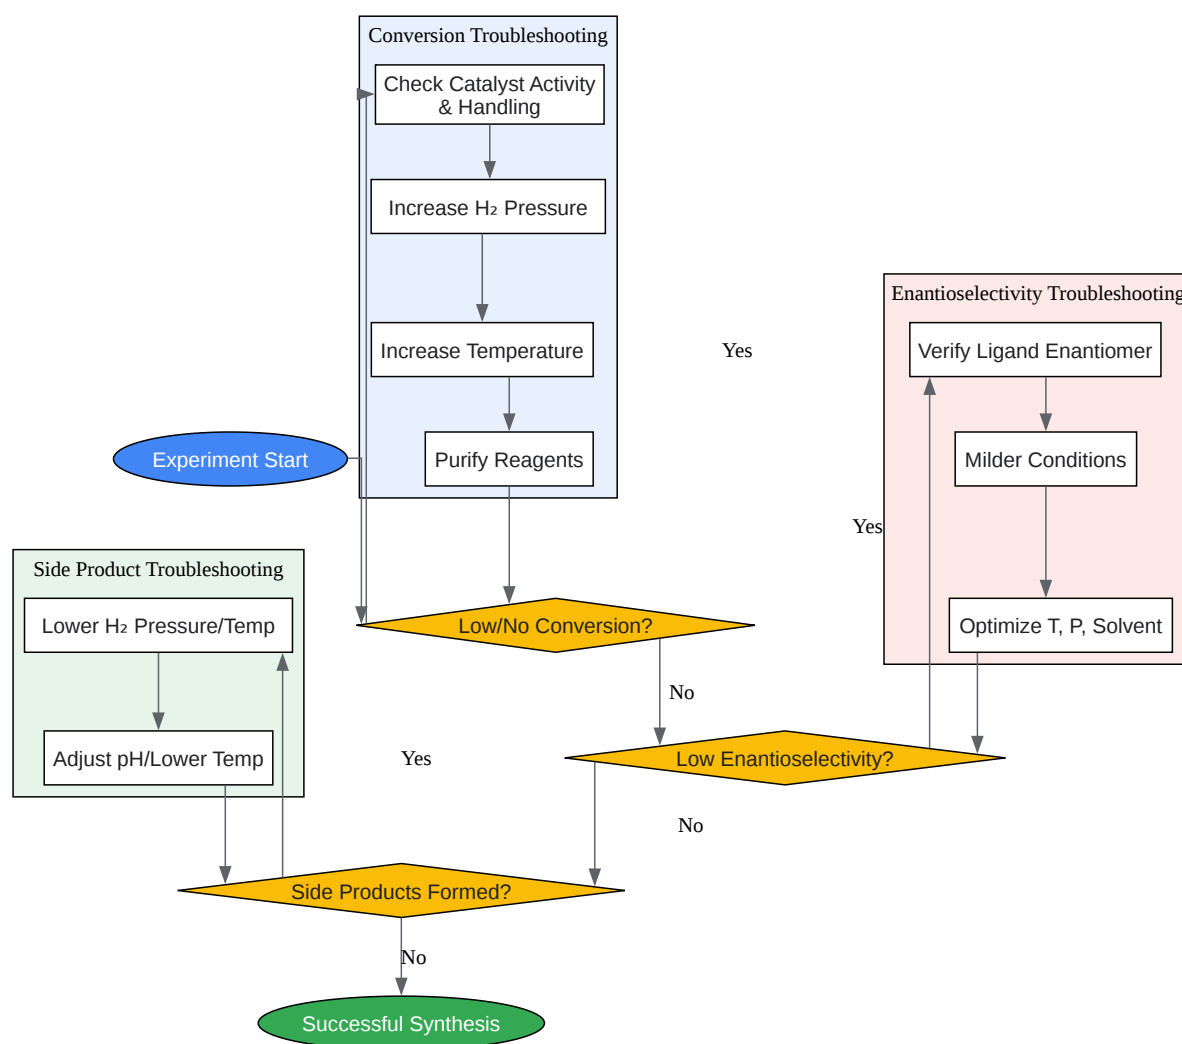 Conversion Troubleshooting
Check Catalyst Activity
& Handling
Increase H₂ Pressure
Increase Temperature
Purify Reagents
Yes
Enantioselectivity Troubleshooting
Verify Ligand Enantiomer
Milder Conditions
Optimize T, P, Solvent
Yes
Experiment Start
Side Product Troubleshooting
Lower H₂ Pressure/Temp
Adjust pH/Lower Temp
Low/No Conversion?
No
Low Enantioselectivity?
Yes
No
Side Products Formed?
No
Successful Synthesis